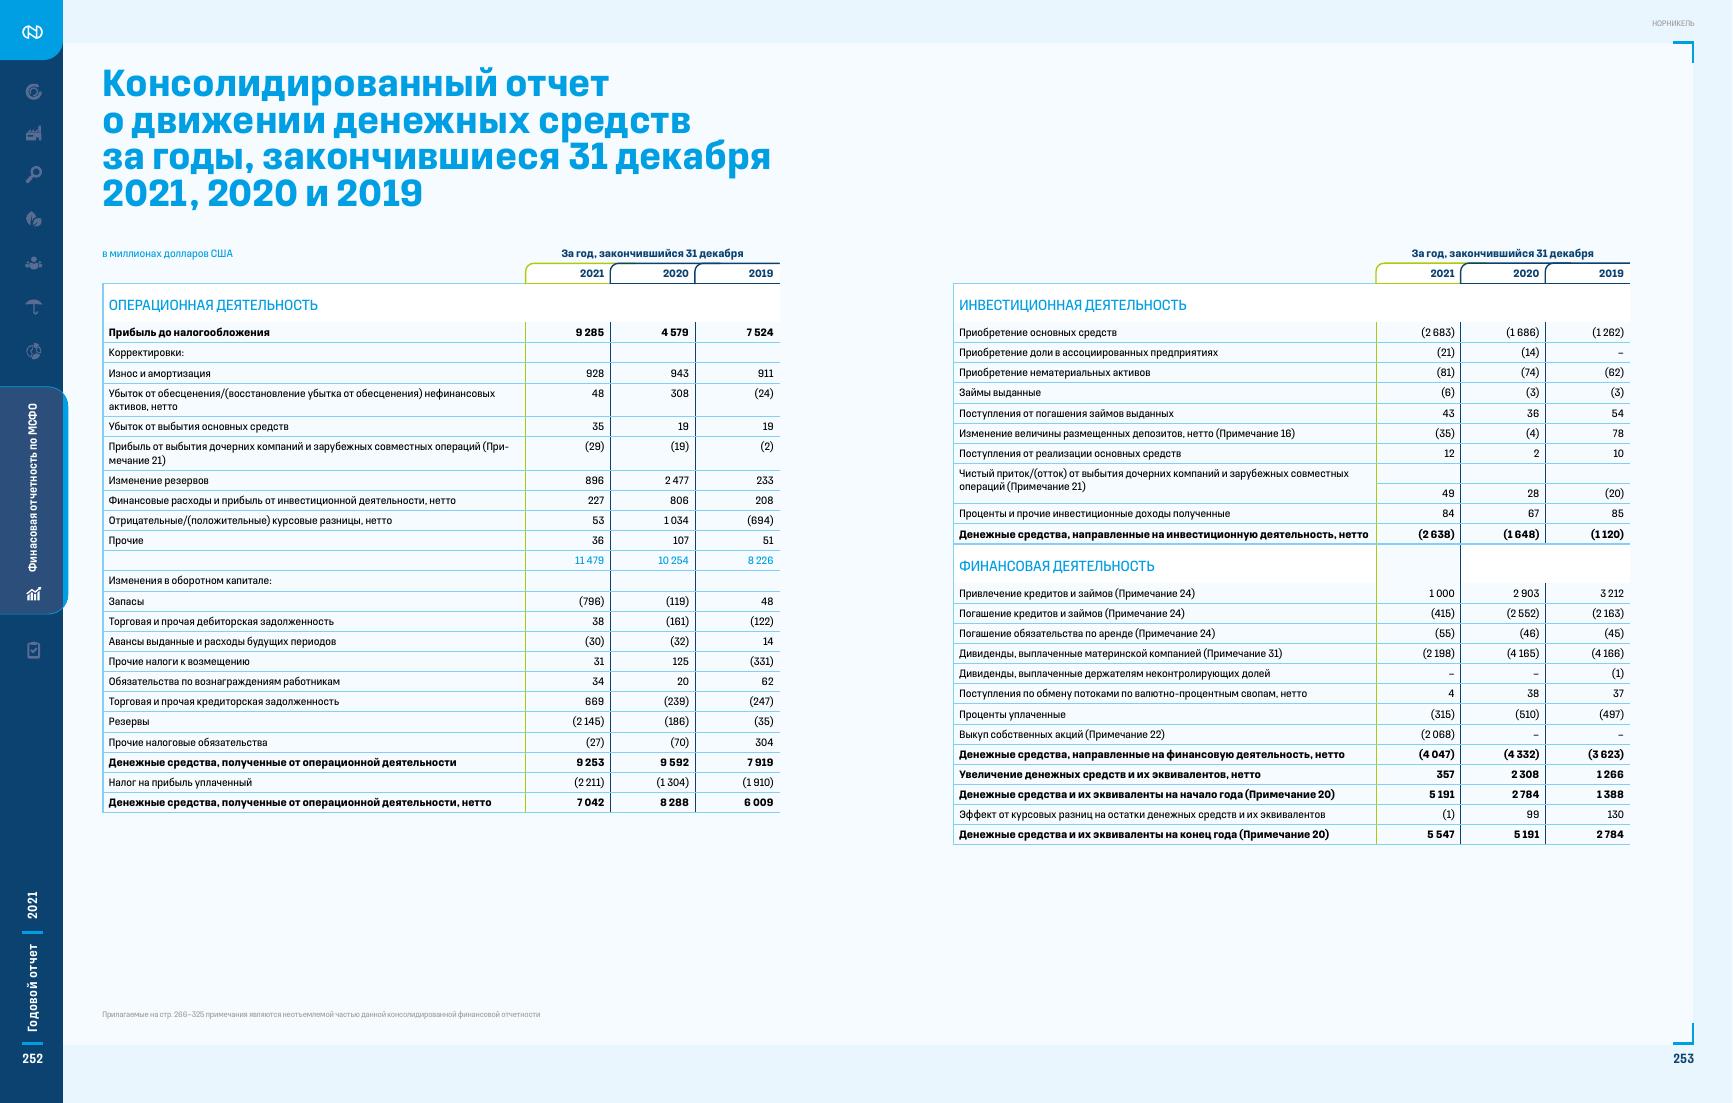 НОРНИКЕЛЬ
Консолидированный отчет
о движении денежных средств
за годы, закончившиеся 31 декабря
2021, 2020 и 2019
в миллионах долларов США За год, закончившийся 31 декабря
2021 2020 2019
ОПЕРАЦИОННАЯ ДЕЯТЕЛЬНОСТЬ
Прибыль до налогообложения 9 285 4 579 7 524
Корректировки:
Износ и амортизация 928 943 911
Убыток от обесценения/(восстановление убытка от обесценения) нефинансовых 48 308 (24)
активов, нетто
Убыток от выбытия основных средств 35 19 19
Прибыль от выбытия дочерних компаний и зарубежных совместных операций (При- (29) (19) (2)
мечание 21)
Изменение резервов 896 2 477 233
Финансовые расходы и прибыль от инвестиционной деятельности, нетто 227 806 208
Отрицательные/(положительные) курсовые разницы, нетто 53 1 034 (694)
Прочие 36 107 51
11 479 10 254 8 226
Изменения в оборотном капитале:
Запасы (796) (119) 48
Торговая и прочая дебиторская задолженность 38 (161) (122)
Авансы выданные и расходы будущих периодов (30) (32) 14
Прочие налоги к возмещению 31 125 (331)
Обязательства по вознаграждениям работникам 34 20 62
Торговая и прочая кредиторская задолженность 669 (239) (247)
Резервы (2 145) (186) (35)
Прочие налоговые обязательства (27) (70) 304
Денежные средства, полученные от операционной деятельности 9 253 9 592 7 919
Налог на прибыль уплаченный (2 211) (1 304) (1 910)
Денежные средства, полученные от операционной деятельности, нетто 7 042 8 288 6 009
За год, закончившийся 31 декабря
2021 2020 2019
ИНВЕСТИЦИОННАЯ ДЕЯТЕЛЬНОСТЬ
Приобретение основных средств (2 683) (1 686) (1 262)
Приобретение доли в ассоциированных предприятиях (21) (14) –
Приобретение нематериальных активов (81) (74) (62)
Займы выданные (6) (3) (3)
Поступления от погашения займов выданных 43 36 54
Изменение величины размещенных депозитов, нетто (Примечание 16) (35) (4) 78
Поступления от реализации основных средств 12 2 10
Чистый приток/(отток) от выбытия дочерних компаний и зарубежных совместных
операций (Примечание 21) 49 28 (20)
Проценты и прочие инвестиционные доходы полученные 84 67 85
Денежные средства, направленные на инвестиционную деятельность, нетто (2 638) (1 648) (1 120)
ФИНАНСОВАЯ ДЕЯТЕЛЬНОСТЬ
Привлечение кредитов и займов (Примечание 24) 1 000 2 903 3 212
Погашение кредитов и займов (Примечание 24) (415) (2 552) (2 163)
Погашение обязательства по аренде (Примечание 24) (55) (46) (45)
Дивиденды, выплаченные материнской компанией (Примечание 31) (2 198) (4 165) (4 166)
Дивиденды, выплаченные держателям неконтролирующих долей – – (1)
Поступления по обмену потоками по валютно-процентным свопам, нетто 4 38 37
Проценты уплаченные (315) (510) (497)
Выкуп собственных акций (Примечание 22) (2 068) – –
Денежные средства, направленные на финансовую деятельность, нетто (4 047) (4 332) (3 623)
Увеличение денежных средств и их эквивалентов, нетто 357 2 308 1 266
Денежные средства и их эквиваленты на начало года (Примечание 20) 5 191 2 784 1 388
Эффект от курсовых разниц на остатки денежных средств и их эквивалентов (1) 99 130
Денежные средства и их эквиваленты на конец года (Примечание 20) 5 547 5 191 2 784
Прилагаемые на стр. 266–325 примечания являются неотъемлемой частью данной консолидированной финансовой отчетности
Финасовая отчетность по МСФО
Годовой отчет 2021
252
253